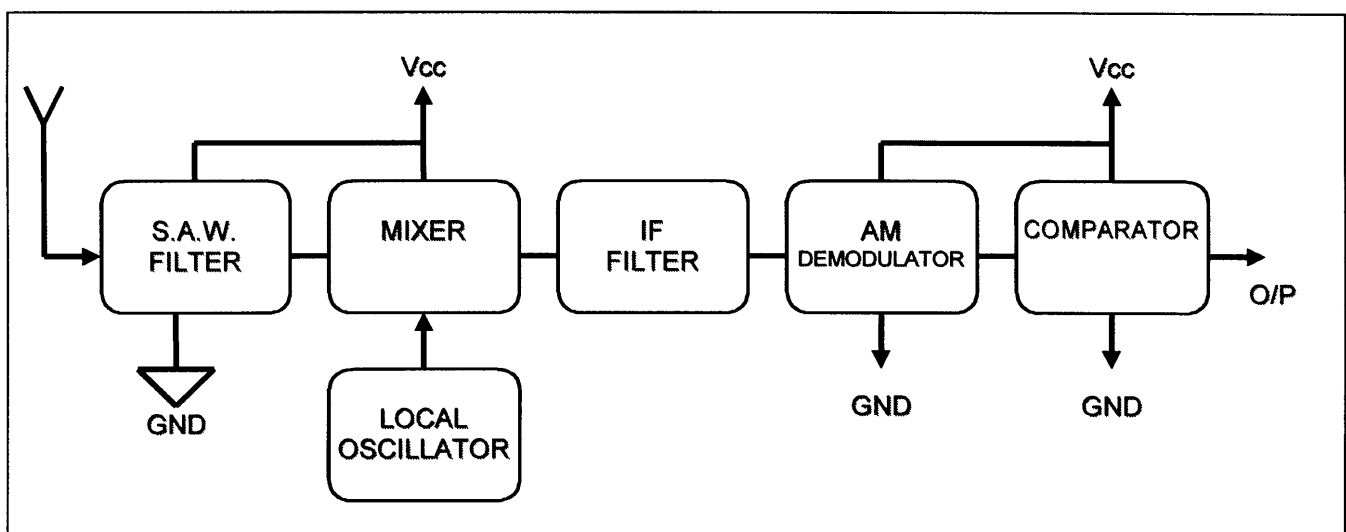 Vcc
Vcc
S.A.W.
FILTER
MIXER
IF
FILTER
AM
DEMODULATOR
COMPARATOR
O/P
GND
LOCAL
OSCILLATOR
GND
GND